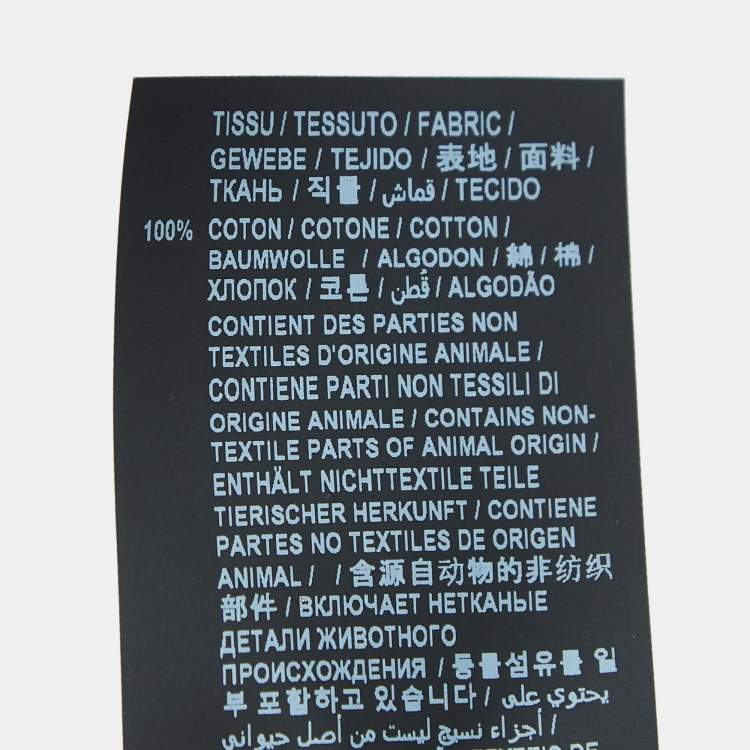 TISSU / TESSUTO / FABRIC /
GEWEBE / TEJIDO / 表地 / 面料 /
ТКАНЬ / 직물 / قماش / TECIDO
100% COTON / COTONE / COTTON /
BAUMWOLLE / ALGODON / 綿 / 棉 /
ХЛОПОК / 코튼 / قُطن / ALGODÃO
CONTIENT DES PARTIES NON
TEXTILES D'ORIGINE ANIMALE /
CONTIENE PARTI NON TESSILI DI
ORIGINE ANIMALE / CONTAINS NON-
TEXTILE PARTS OF ANIMAL ORIGIN /
ENTHÄLT NICHTTEXTILE TEILE
TIERISCHER HERKUNFT / CONTIENE
PARTES NO TEXTILES DE ORIGEN
ANIMAL / / 含源自动物的非纺织
部件 / ВКЛЮЧАЕТ НЕТКАНЫЕ
ДЕТАЛИ ЖИВОТНОГО
ПРОИСХОЖДЕНИЯ / 동물섬유를 일
부 포함하고 있습니다 / يحتوي على
أجزاء نسيج ليست من أصل حيواني /